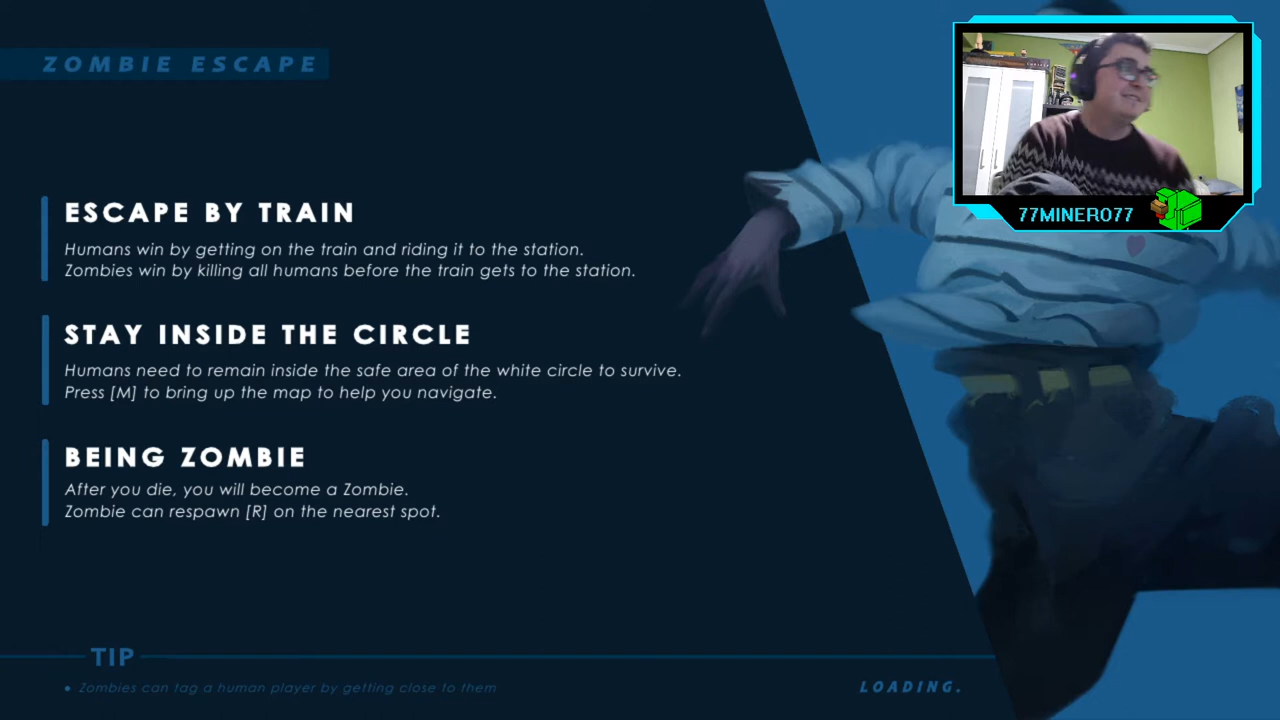 ZOMBIE ESCAPE
77MINERO77
ESCAPE BY TRAIN
Humans win by getting on the train and riding it to the station.
Zombies win by killing all humans before the train gets to the station.
STAY INSIDE THE CIRCLE
Humans need to remain inside the safe area of the white circle to survive.
Press [M] to bring up the map to help you navigate.
BEING ZOMBIE
After you die, you will become a Zombie.
Zombie can respawn [R] on the nearest spot.
TIP
• Zombies can tag a human player by getting close to them
LOADING.